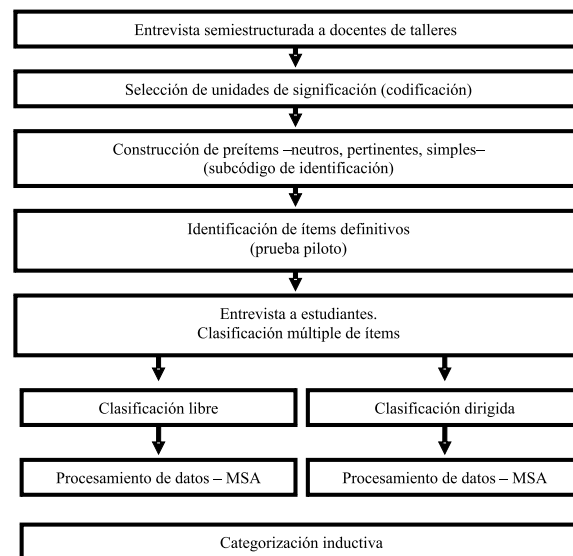 Entrevista semiestructurada a docentes de talleres
Selección de unidades de significación (codificación)
Construcción de preítems –neutros, pertinentes, simples–
(subcódigo de identificación)
Identificación de ítems definitivos
(prueba piloto)
Entrevista a estudiantes.
Clasificación múltiple de ítems
Clasificación libre
Clasificación dirigida
Procesamiento de datos – MSA
Procesamiento de datos – MSA
Categorización inductiva